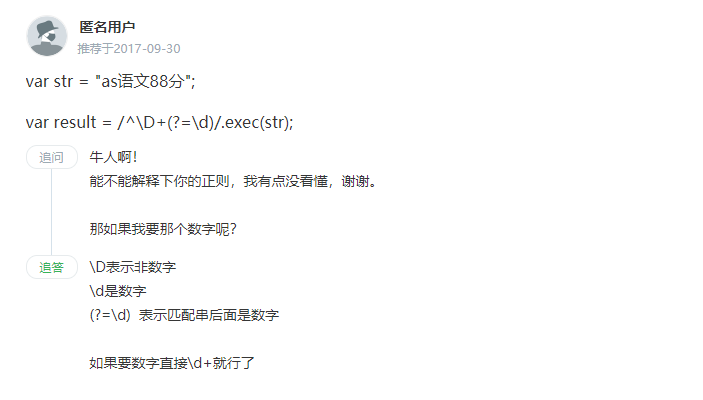 匿名用户
推荐于2017-09-30
var str = "as语文88分";
var result = /^\D+(?=\d)/.exec(str);
追问
牛人啊！
能不能解释下你的正则，我有点没看懂，谢谢。
那如果我要那个数字呢？
追答
\D表示非数字
\d是数字
(?=\d)  表示匹配串后面是数字
如果要数字直接\d+就行了